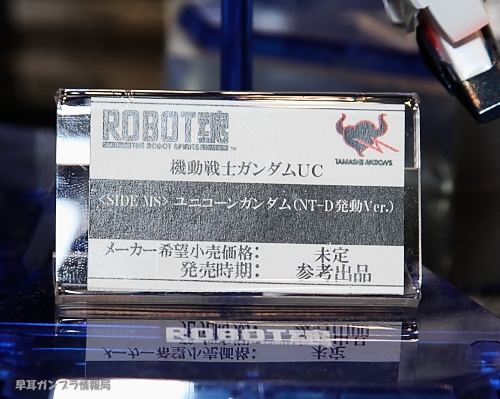 ROBOT魂
THE ROBOT SPIRITS
TAMASHII NATIONS
機動戦士ガンダムUC
<SIDE MS> ユニコーンガンダム(NT-D発動Ver.)
メーカー希望小売価格： 未定
発売時期： 参考出品
早耳ガンプラ情報局